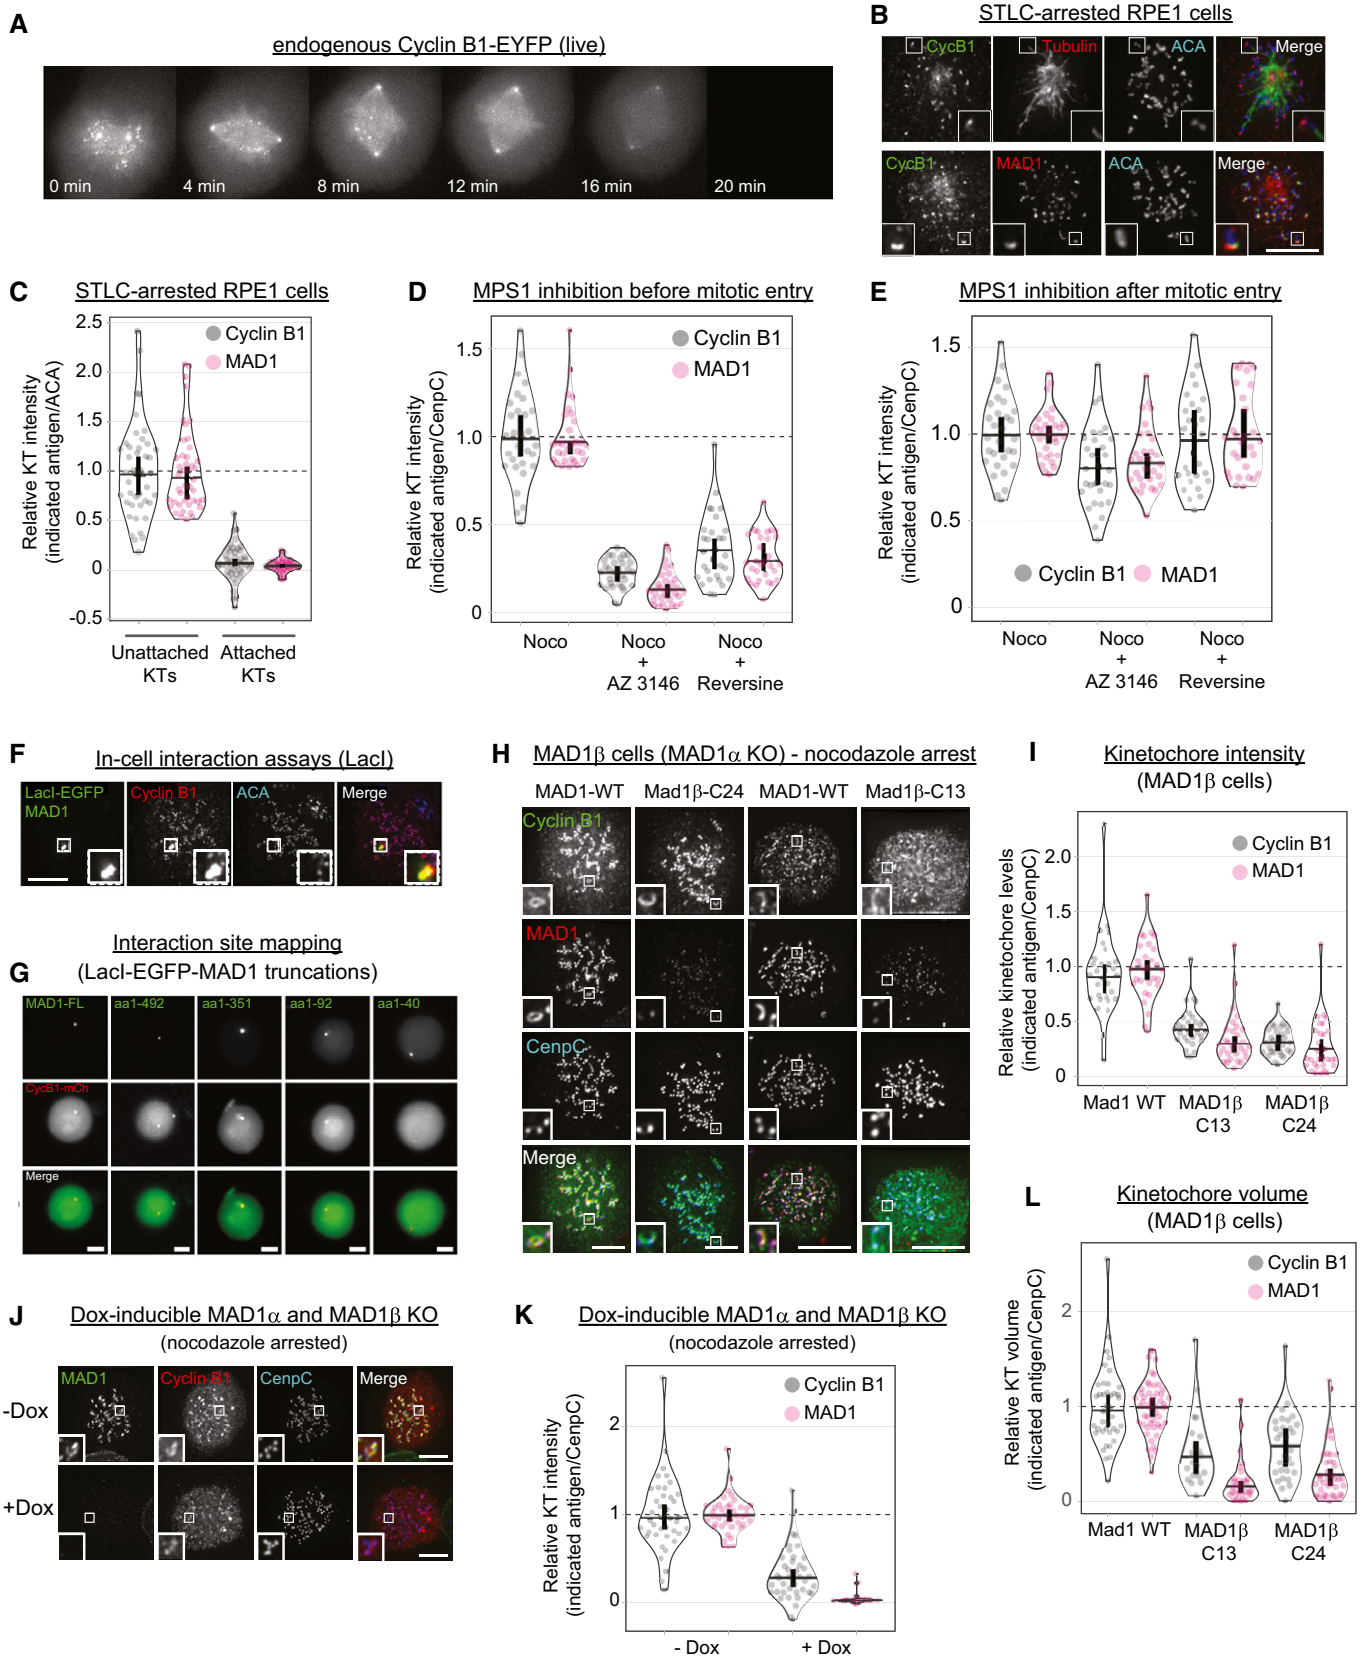 A
endogenous Cyclin B1-EYFP (live)
0 min
4 min
8 min
12 min
16 min
20 min
B
STLC-arrested RPE1 cells
CycB1
Tubulin
ACA
Merge
CycB1
MAD1
ACA
Merge
C
STLC-arrested RPE1 cells
Cyclin B1
MAD1
Relative KT intensity
(indicated antigen/ACA)
2.5
2.0
1.5
1.0
0.5
0
-0.5
Unattached
KTs
Attached
KTs
D
MPS1 inhibition before mitotic entry
Cyclin B1
MAD1
Relative KT intensity
(indicated antigen/CenpC)
1.5
1.0
0.5
0
Noco
Noco
+
AZ 3146
Noco
+
Reversine
E
MPS1 inhibition after mitotic entry
Relative KT intensity
(indicated antigen/CenpC)
1.5
1.0
0.5
0
Cyclin B1
MAD1
Noco
Noco
+
AZ 3146
Noco
+
Reversine
F
In-cell interaction assays (LacI)
LacI-EGFP
MAD1
Cyclin B1
ACA
Merge
G
Interaction site mapping
(LacI-EGFP-MAD1 truncations)
MAD1-FL
aa1-492
aa1-351
aa1-92
aa1-40
CycB1-mCh
Merge
H
MAD1β cells (MAD1α KO) - nocodazole arrest
MAD1-WT
Mad1β-C24
MAD1-WT
Mad1β-C13
Cyclin B1
MAD1
CenpC
Merge
I
Kinetochore intensity
(MAD1β cells)
Cyclin B1
MAD1
Relative kinetochore levels
(indicated antigen/CenpC)
2.0
1.5
1.0
0.5
0
Mad1 WT
MAD1β
C13
MAD1β
C24
J
Dox-inducible MAD1α and MAD1β KO
(nocodazole arrested)
MAD1
Cyclin B1
CenpC
Merge
-Dox
+Dox
K
Dox-inducible MAD1α and MAD1β KO
(nocodazole arrested)
Cyclin B1
MAD1
Relative KT intensity
(indicated antigen/CenpC)
2
1
0
- Dox
+ Dox
L
Kinetochore volume
(MAD1β cells)
Cyclin B1
MAD1
Relative KT volume
(indicated antigen/CenpC)
2
1
0
Mad1 WT
MAD1β
C13
MAD1β
C24